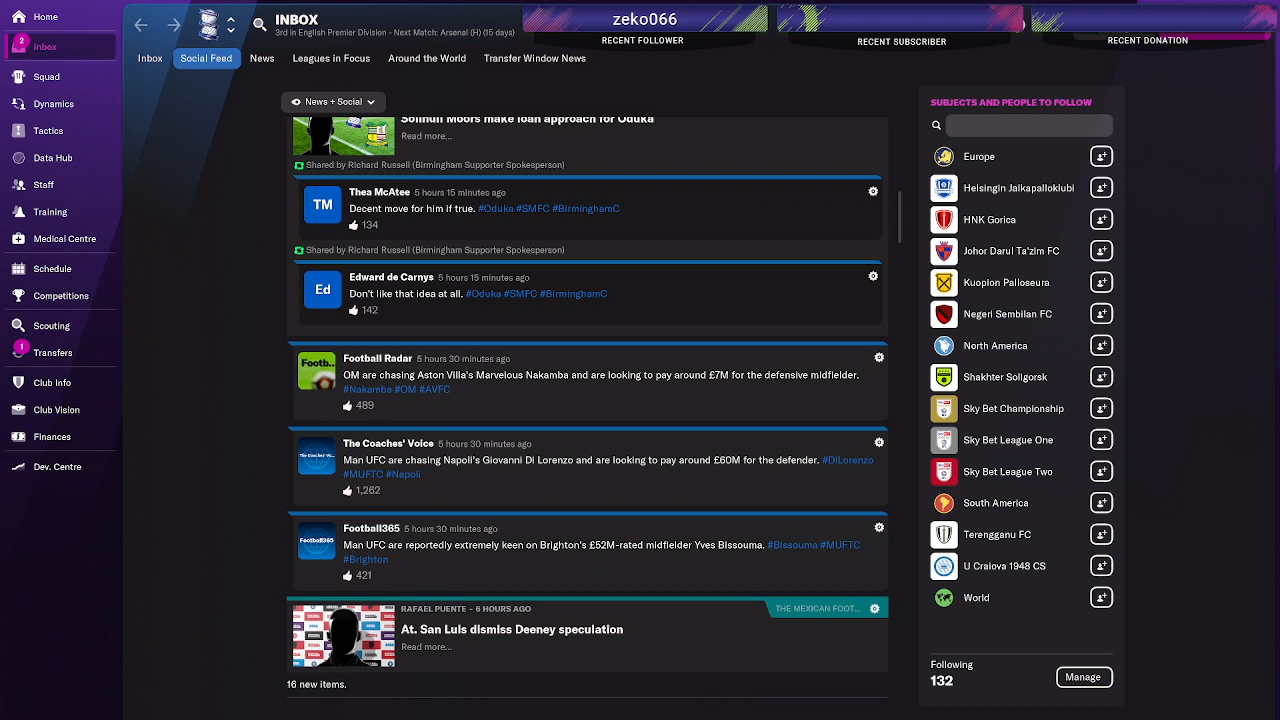 Home
2
Inbox
Squad
Dynamics
Tactics
Data Hub
Staff
Training
Medical Centre
Schedule
Competitions
Scouting
1
Transfers
Club Info
Club Vision
Finances
Dev. Centre
INBOX
3rd in English Premier Division - Next Match: Arsenal (H) (15 days)
zeko066
RECENT FOLLOWER
RECENT SUBSCRIBER
RECENT DONATION
Inbox Social Feed News Leagues in Focus Around the World Transfer Window News
News + Social
Solihull Moors make loan approach for Oduka
Read more...
Shared by Richard Russell (Birmingham Supporter Spokesperson)
TM
Thea McAtee 5 hours 15 minutes ago
Decent move for him if true. #Oduka #SMFC #BirminghamC
134
Shared by Richard Russell (Birmingham Supporter Spokesperson)
Ed
Edward de Carnys 5 hours 15 minutes ago
Don't like that idea at all. #Oduka #SMFC #BirminghamC
142
Footb...
Football Radar 5 hours 30 minutes ago
OM are chasing Aston Villa's Marvelous Nakamba and are looking to pay around £7M for the defensive midfielder.
#Nakamba #OM #AVFC
489
The Coaches' Vo...
The Coaches' Voice 5 hours 30 minutes ago
Man UFC are chasing Napoli's Giovanni Di Lorenzo and are looking to pay around £60M for the defender. #DiLorenzo
#MUFTC #Napoli
1,262
Football365
Football365 5 hours 30 minutes ago
Man UFC are reportedly extremely keen on Brighton's £52M-rated midfielder Yves Bissouma. #Bissouma #MUFTC
#Brighton
421
RAFAEL PUENTE - 6 HOURS AGO
THE MEXICAN FOOT...
At. San Luis dismiss Deeney speculation
Read more...
16 new items.
SUBJECTS AND PEOPLE TO FOLLOW
Europe
Helsingin Jalkapalloklubi
HNK Gorica
Johor Darul Ta'zim FC
Kuopion Palloseura
Negeri Sembilan FC
North America
Shakhter Soligorsk
Sky Bet Championship
Sky Bet League One
Sky Bet League Two
South America
Terengganu FC
U Craiova 1948 CS
World
Following
132
Manage